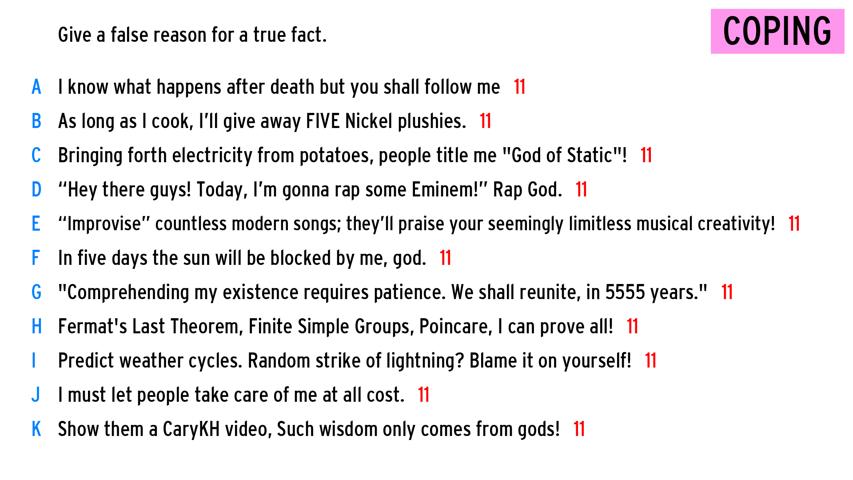 Give a false reason for a true fact.
COPING
A I know what happens after death but you shall follow me 11
B As long as I cook, I'll give away FIVE Nickel plushies. 11
C Bringing forth electricity from potatoes, people title me "God of Static"! 11
D “Hey there guys! Today, I'm gonna rap some Eminem!” Rap God. 11
E “Improvise” countless modern songs; they'll praise your seemingly limitless musical creativity! 11
F In five days the sun will be blocked by me, god. 11
G "Comprehending my existence requires patience. We shall reunite, in 5555 years." 11
H Fermat's Last Theorem, Finite Simple Groups, Poincare, I can prove all! 11
I Predict weather cycles. Random strike of lightning? Blame it on yourself! 11
J I must let people take care of me at all cost. 11
K Show them a CaryKH video, Such wisdom only comes from gods! 11